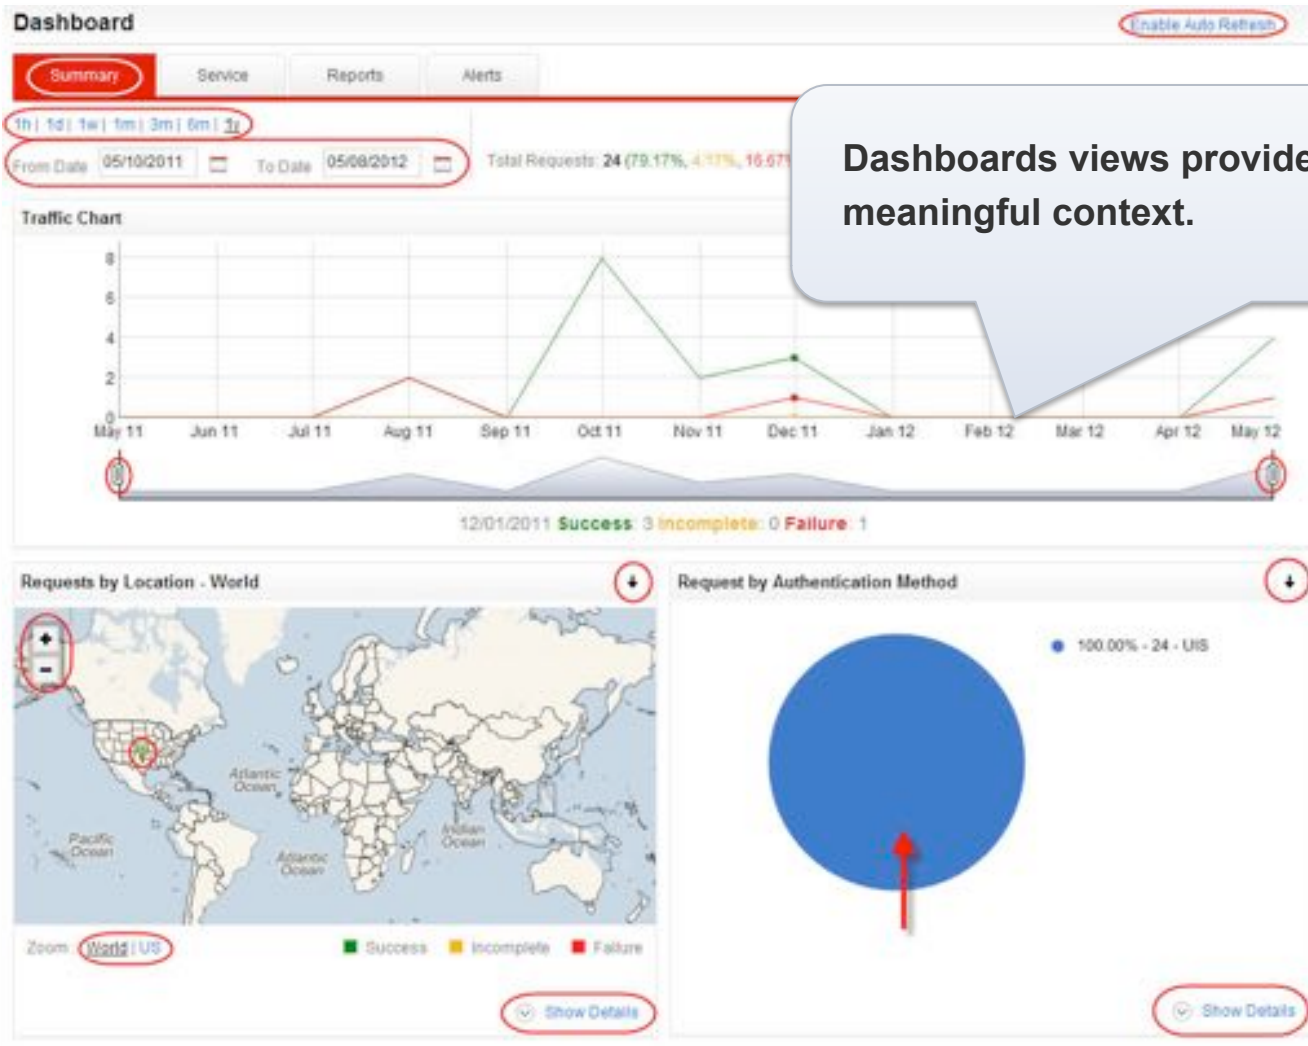 Dashboard
Enable Auto Refresh
Summary Service Reports Alerts
1h | 1d | 1w | 1m | 3m | 6m | 1y
From Date 05/10/2011 To Date 05/08/2012 Total Requests: 24 (79.17%, 4.17%, 16.67%
Dashboards views provide
meaningful context.
Traffic Chart
8
6
4
2
0
May 11 Jun 11 Jul 11 Aug 11 Sep 11 Oct 11 Nov 11 Dec 11 Jan 12 Feb 12 Mar 12 Apr 12 May 12
12/01/2011 Success: 3 Incomplete: 0 Failure: 1
Requests by Location - World
Request by Authentication Method
+
-
100.00% - 24 - UIS
Atlantic
Ocean
Pacific
Ocean
Atlantic
Ocean
Indian
Ocean
Zoom: World | US Success Incomplete Failure
Show Details
Show Details